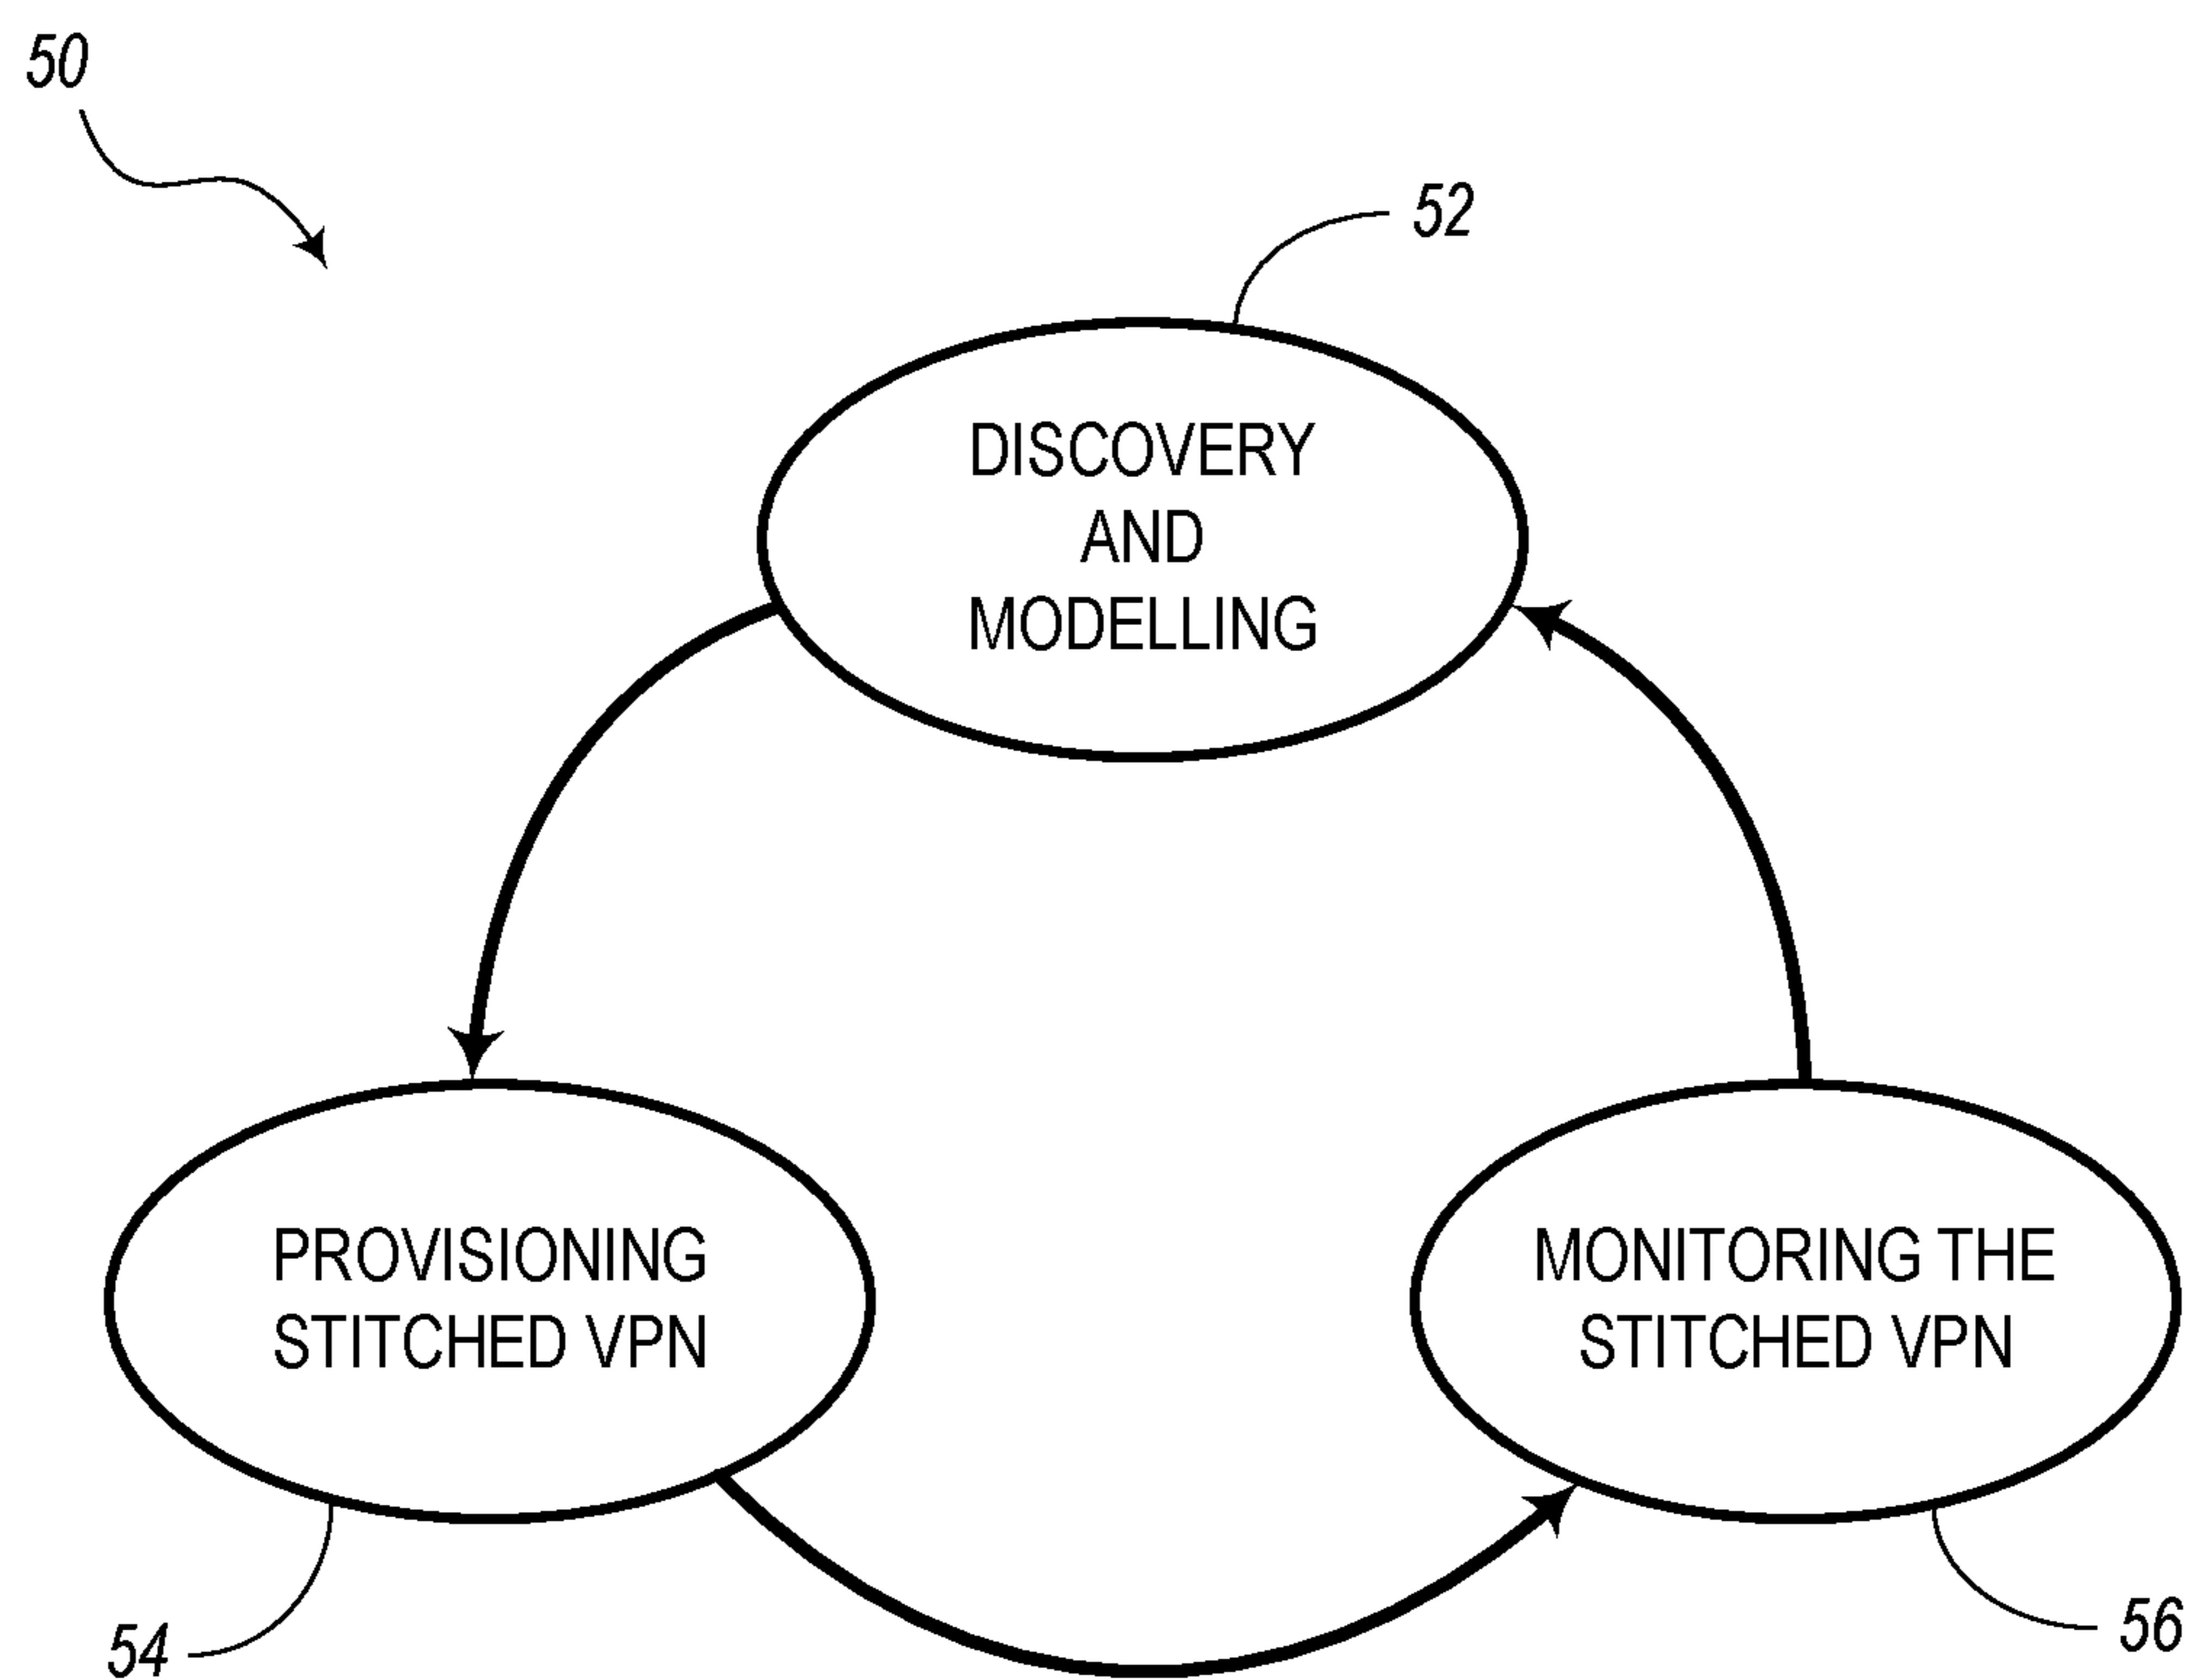 50
52
DISCOVERY
AND
MODELLING
PROVISIONING
STITCHED VPN
MONITORING THE
STITCHED VPN
54
56